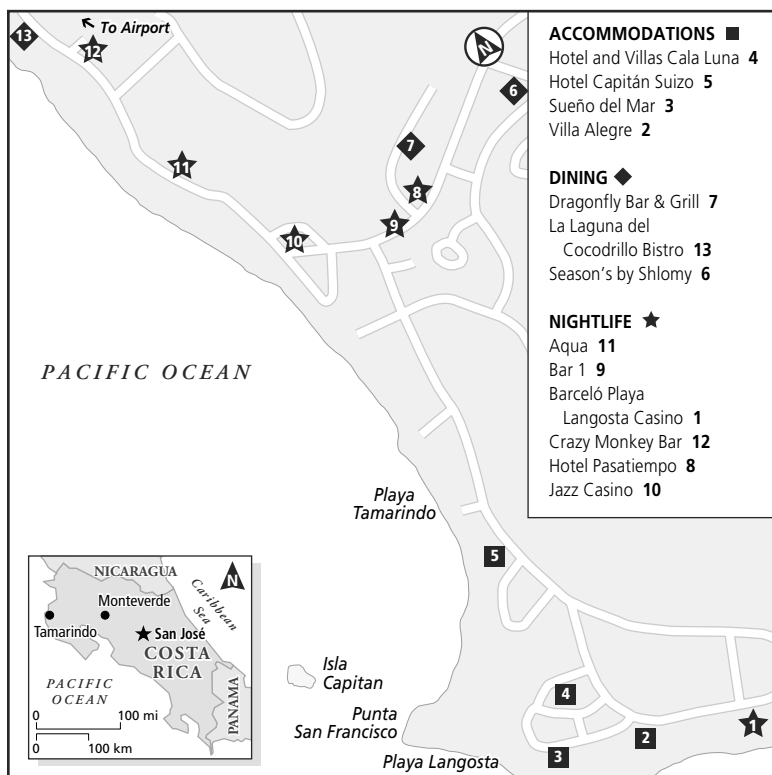 To Airport
13
12
N
6
7
11
8
9
10
PACIFIC OCEAN
Playa
Tamarindo
5
Isla
Capitan
4
Punta
San Francisco
1
2
3
Playa Langosta
ACCOMMODATIONS
Hotel and Villas Cala Luna 4
Hotel Capitán Suizo 5
Sueño del Mar 3
Villa Alegre 2
DINING
Dragonfly Bar & Grill 7
La Laguna del
Cocodrillo Bistro 13
Season's by Shlomy 6
NIGHTLIFE
Aqua 11
Bar 1 9
Barceló Playa
Langosta Casino 1
Crazy Monkey Bar 12
Hotel Pasatiempo 8
Jazz Casino 10
NICARAGUA
N
Caribbean
Sea
Monteverde
Tamarindo
San José
COSTA
RICA
PACIFIC
OCEAN
PANAMA
0 100 mi
0 100 km